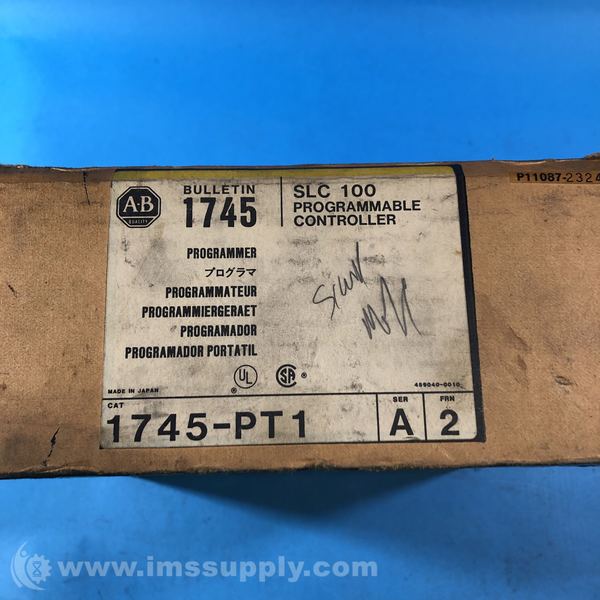 P11087-2324
A-B
QUALITY
BULLETIN
1745
SLC 100
PROGRAMMABLE
CONTROLLER
PROGRAMMER
プログラマ
PROGRAMMATEUR
PROGRAMMIERGERAET
PROGRAMADOR
PROGRAMADOR PORTATIL
UL ®
SA ®
MADE IN JAPAN
459040-0010
CAT
1745-PT1
SER
A
FRN
2
www.imssupply.com